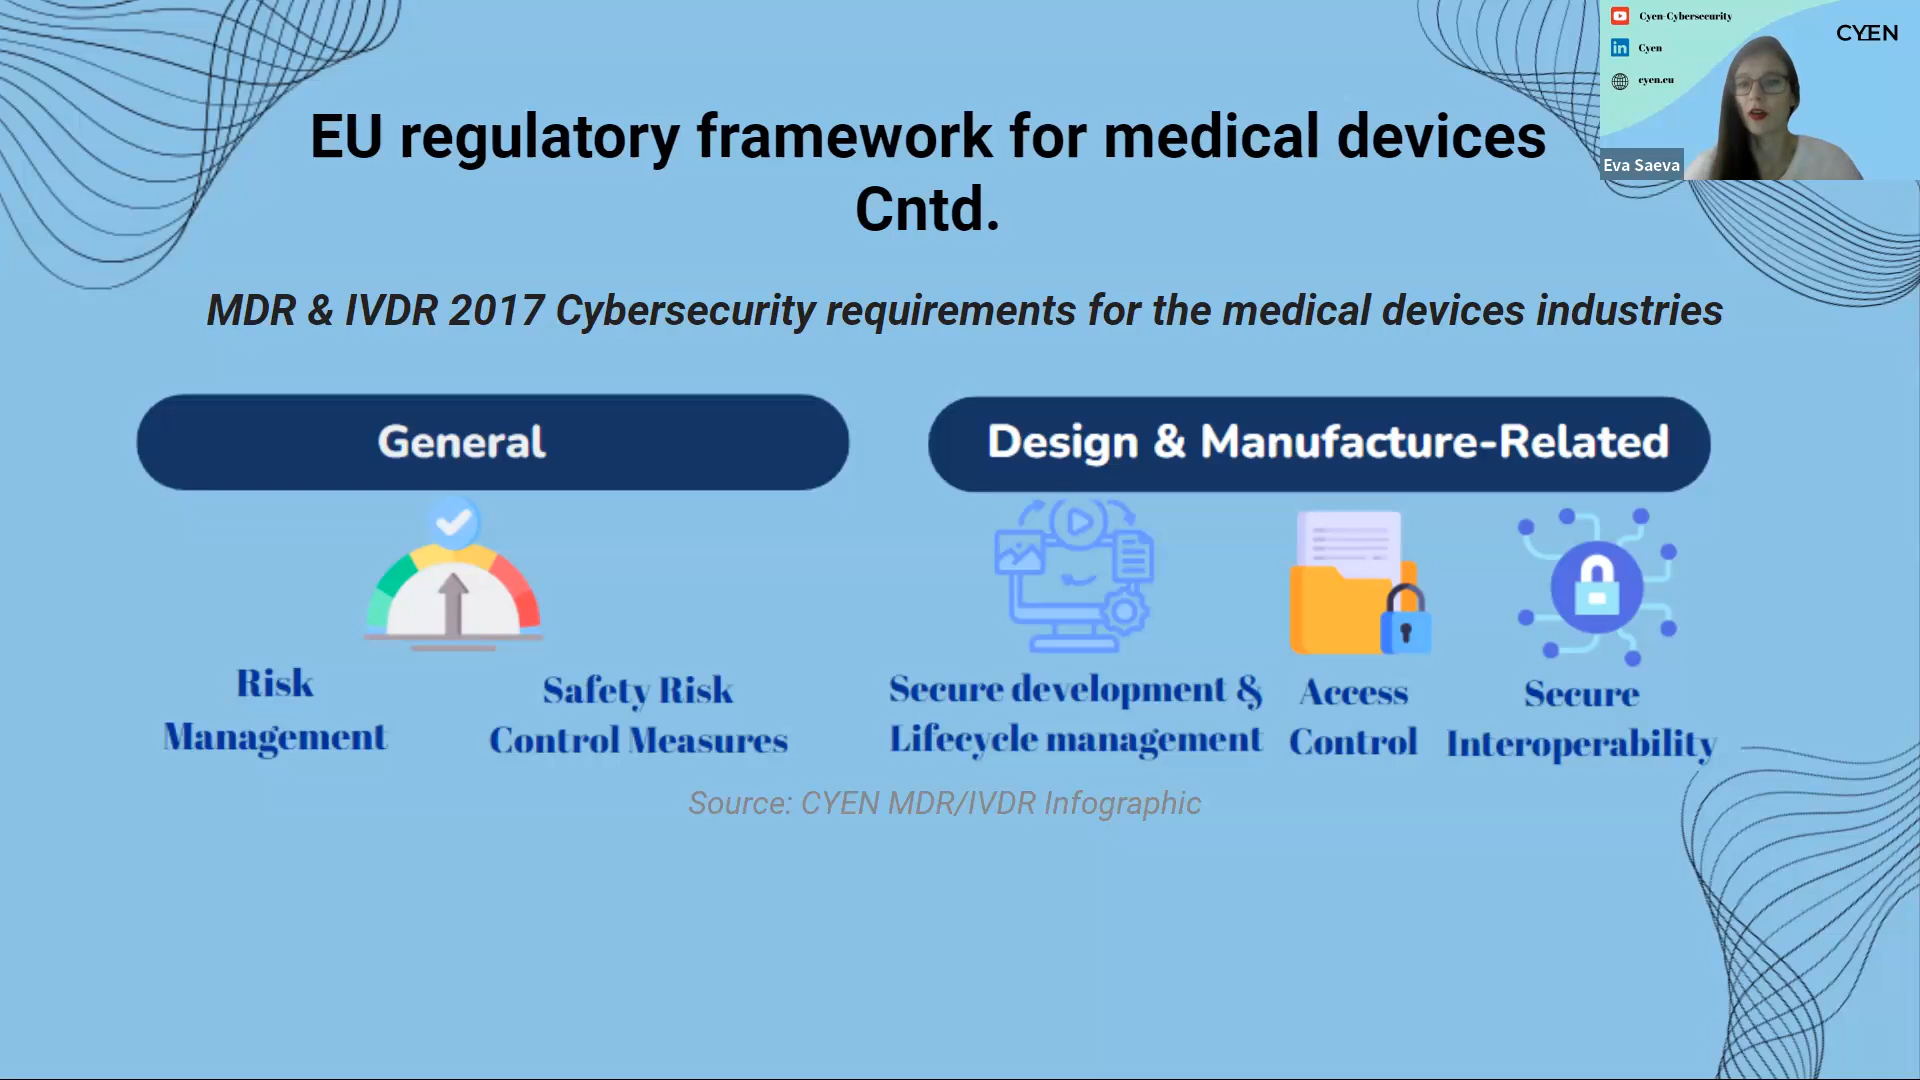 EU regulatory framework for medical devices
Cntd.
MDR & IVDR 2017 Cybersecurity requirements for the medical devices industries
General
Design & Manufacture-Related
Risk
Management
Safety Risk
Control Measures
Secure development &
Lifecycle management
Access
Control
Secure
Interoperability
Source: CYEN MDR/IVDR Infographic
Cyen-Cybersecurity
in
Cyen
cyen.eu
CYEN
Eva Saeva